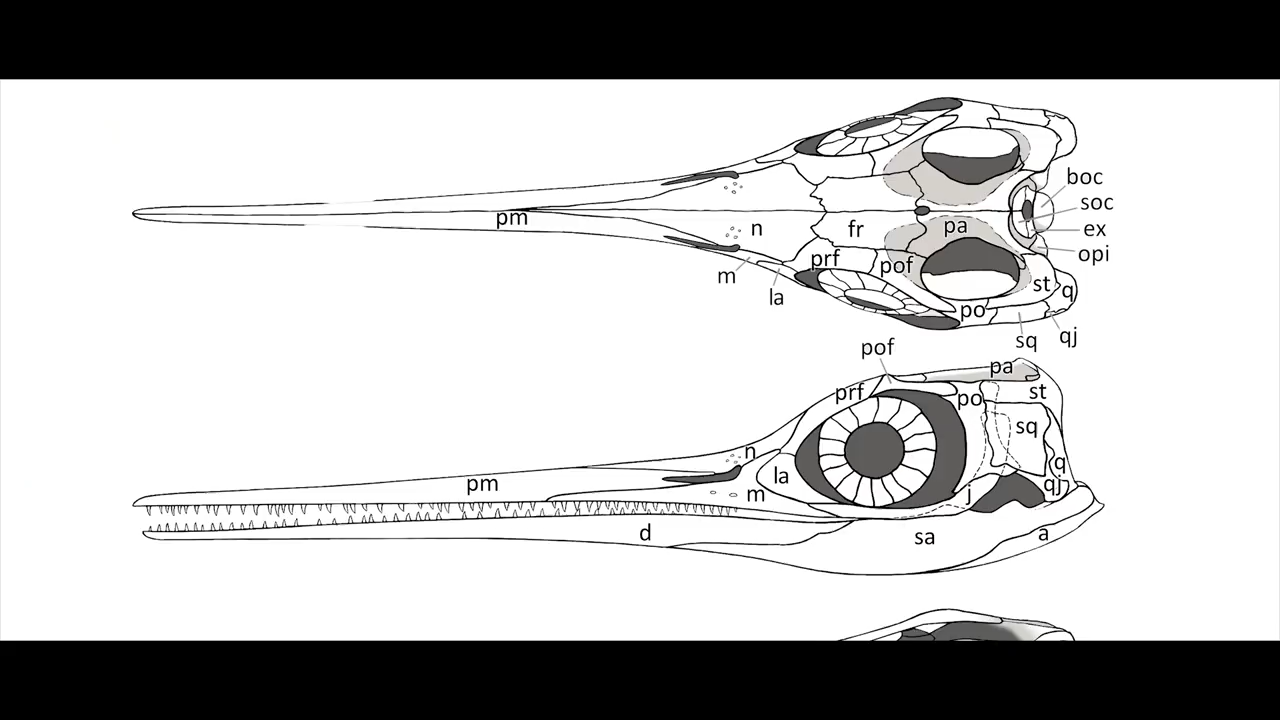 boc
soc
pm
n
fr
pa
ex
opi
m
la
prf
pof
st
q
po
sq
qj
pof
pa
prf
po
st
sq
n
la
q
pm
m
j
qj
d
sa
a